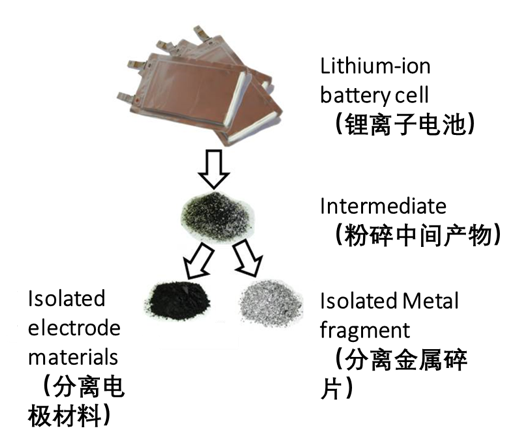 Lithium-ion
battery cell
（锂离子电池）
Intermediate
（粉碎中间产物）
Isolated
electrode
materials
（分离电
极材料）
Isolated Metal
fragment
（分离金属碎
片）